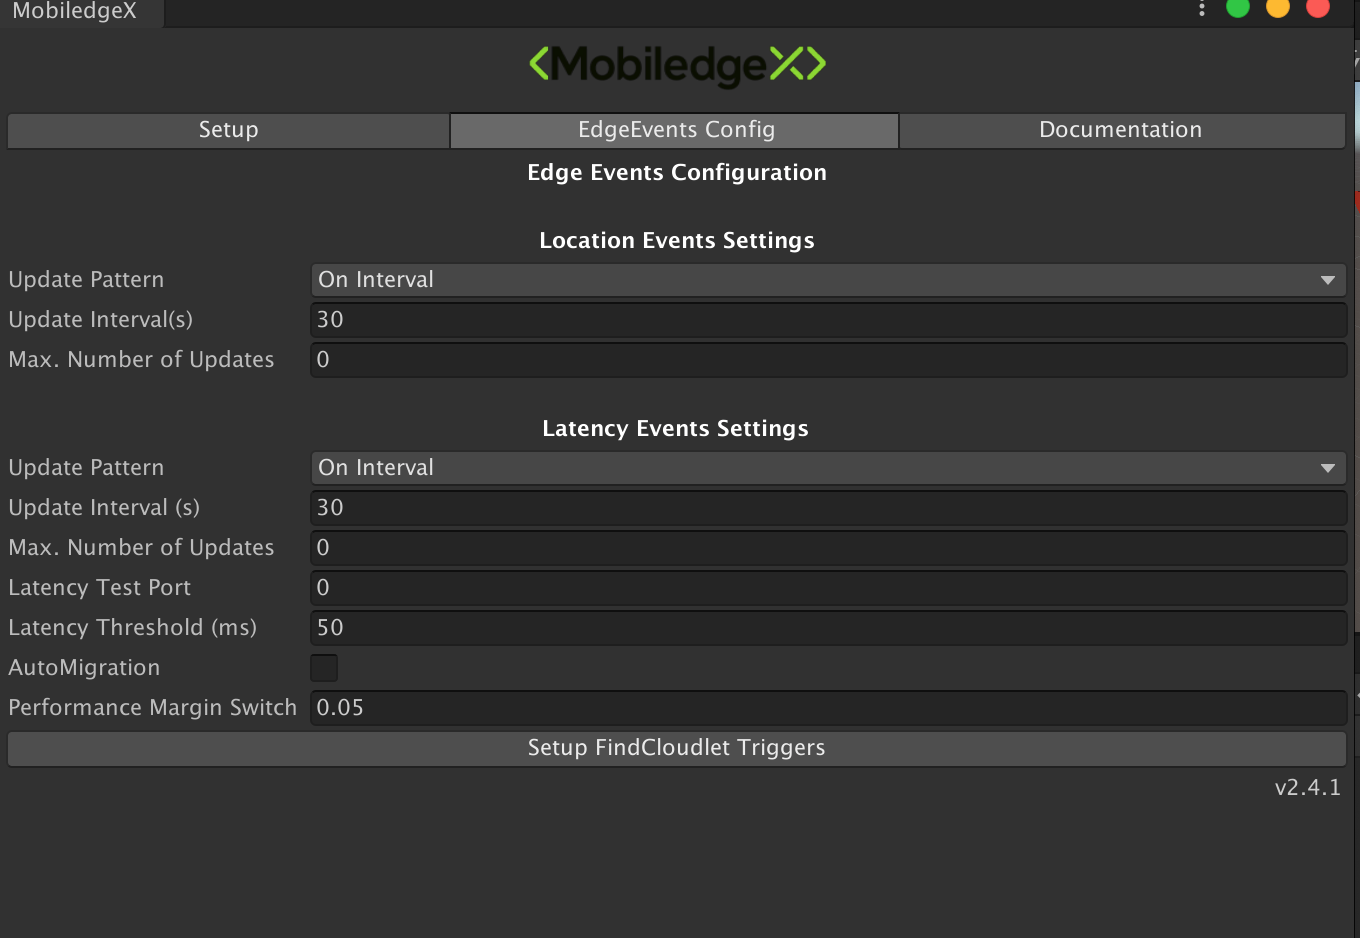 MobiledgeX
<MobiledgeX>
Setup EdgeEvents Config Documentation
Edge Events Configuration
Location Events Settings
Update Pattern On Interval
Update Interval(s) 30
Max. Number of Updates 0
Latency Events Settings
Update Pattern On Interval
Update Interval (s) 30
Max. Number of Updates 0
Latency Test Port 0
Latency Threshold (ms) 50
AutoMigration
Performance Margin Switch 0.05
Setup FindCloudlet Triggers
v2.4.1